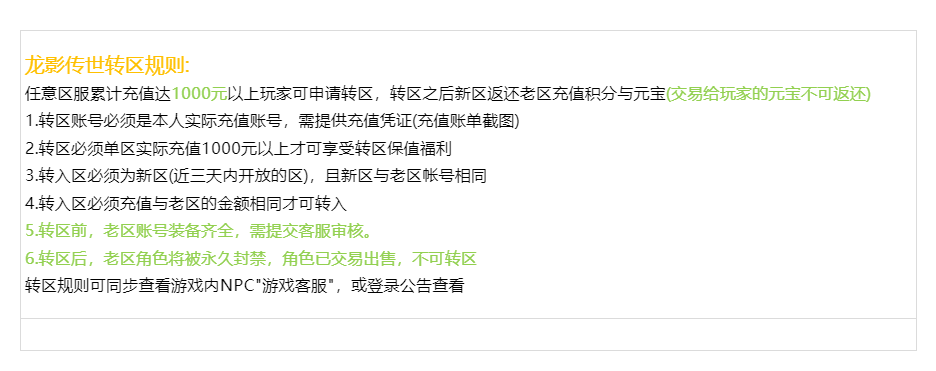 龙影传世转区规则:
任意区服累计充值达1000元以上玩家可申请转区，转区之后新区返还老区充值积分与元宝(交易给玩家的元宝不可返还)
1.转区账号必须是本人实际充值账号，需提供充值凭证(充值账单截图)
2.转区必须单区实际充值1000元以上才可享受转区保值福利
3.转入区必须为新区(近三天内开放的区)，且新区与老区帐号相同
4.转入区必须充值与老区的金额相同才可转入
5.转区前，老区账号装备齐全，需提交客服审核。
6.转区后，老区角色将被永久封禁，角色已交易出售，不可转区
转区规则可同步查看游戏内NPC"游戏客服"，或登录公告查看